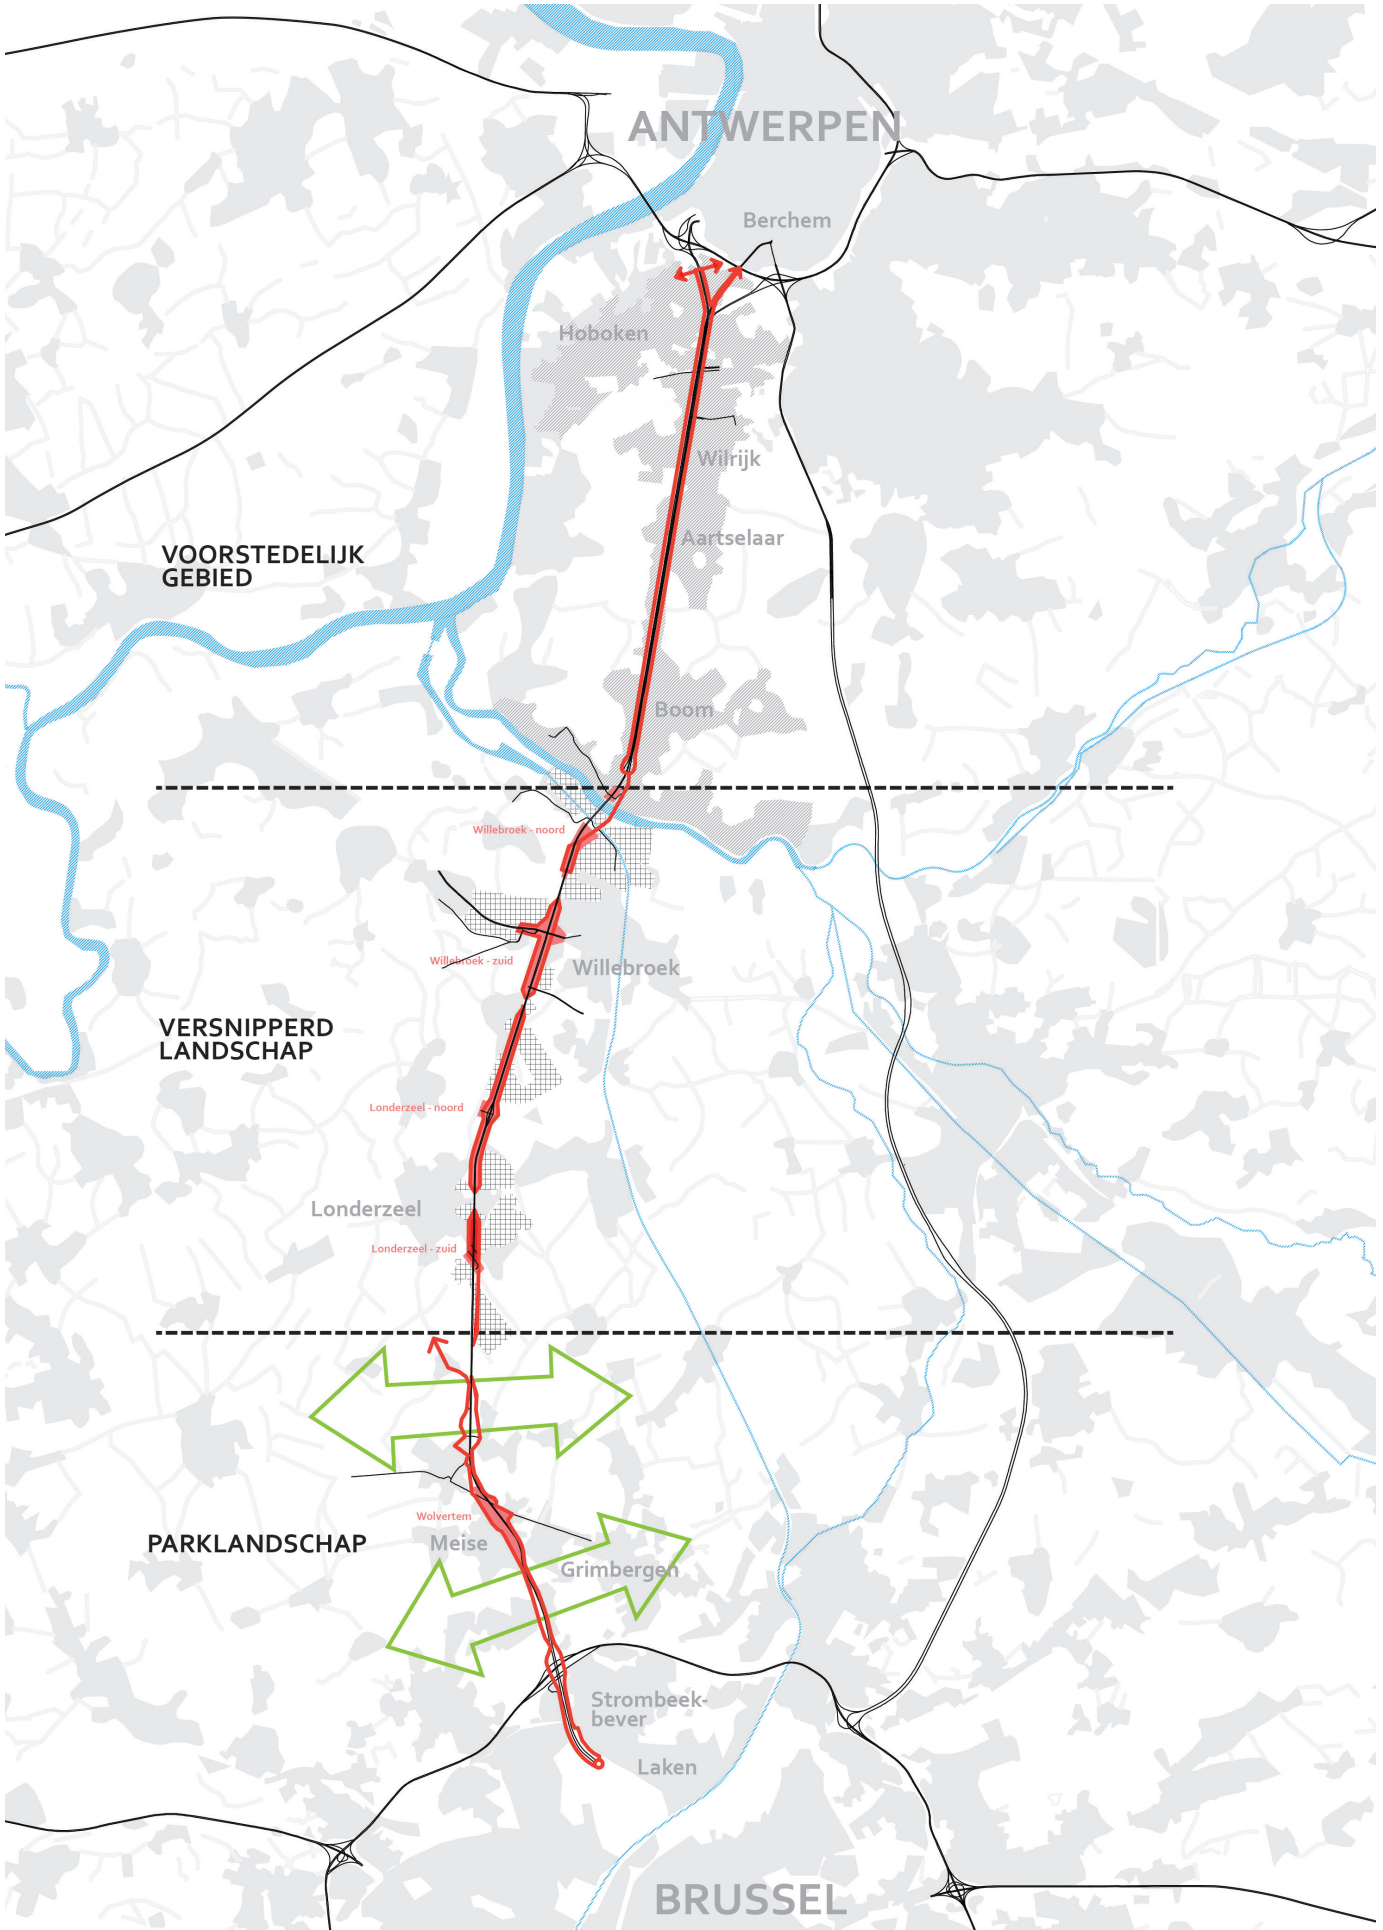 ANTWERPEN
Berchem
Hoboken
Wilrijk
Aartselaar
VOORSTEDELIJK
GEBIED
Boom
Willebroek - noord
Willebroek - zuid
Willebroek
VERSNIPPERD
LANDSCHAP
Londerzeel - noord
Londerzeel
Londerzeel - zuid
Wolvertem
PARKLANDSCHAP
Meise
Grimbergen
Strombeek-
bever
Laken
BRUSSEL